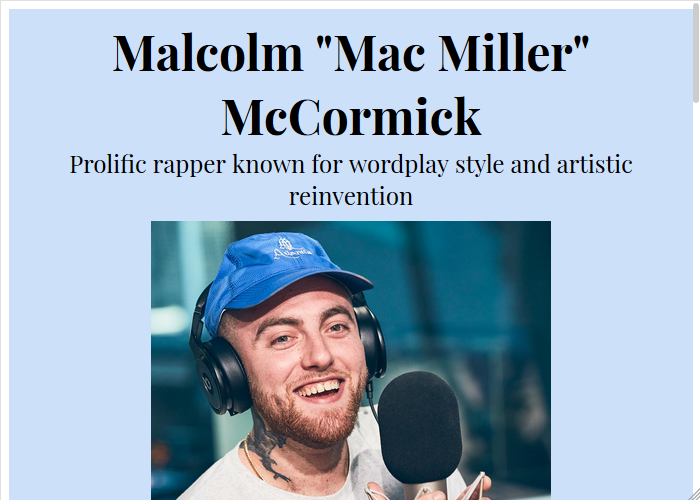 Malcolm "Mac Miller"
McCormick
Prolific rapper known for wordplay style and artistic
reinvention